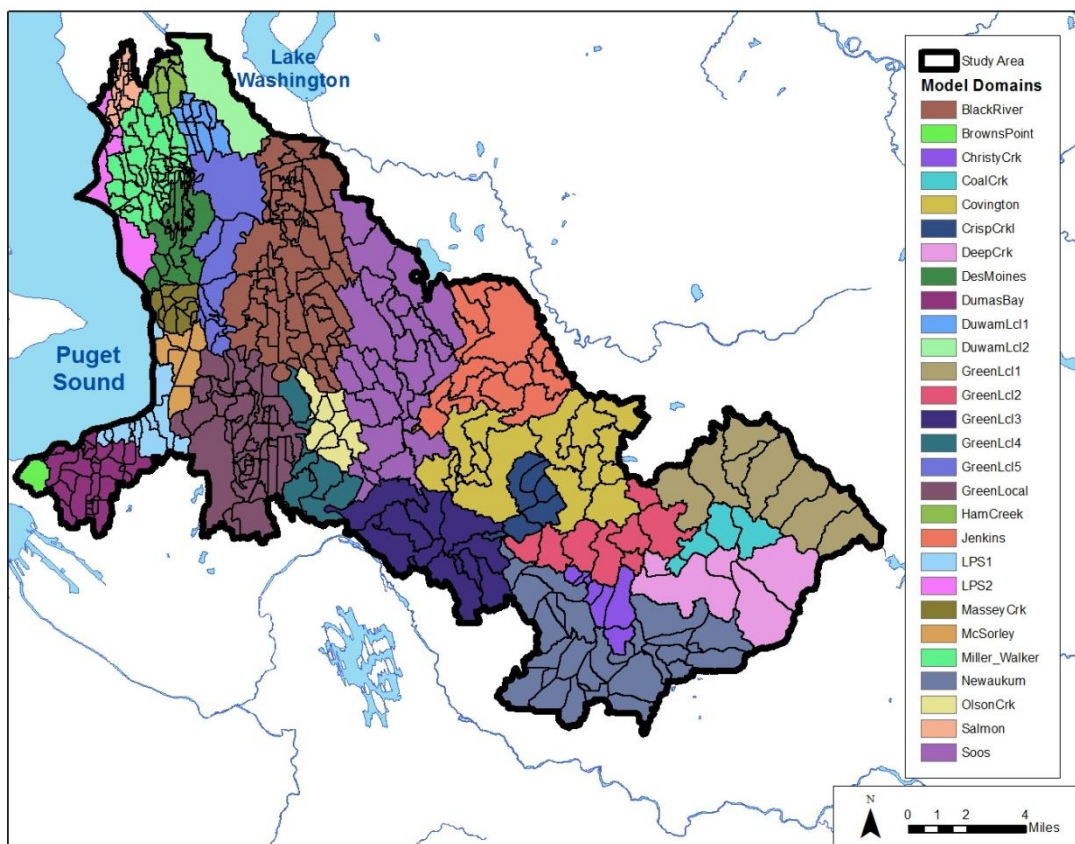 Lake
Washington
Puget
Sound
Study Area
Model Domains
BlackRiver
BrownsPoint
ChristyCrk
CoalCrk
Covington
CrispCrkl
DeepCrk
DesMoines
DumasBay
DuwamLcl1
DuwamLcl2
GreenLcl1
GreenLcl2
GreenLcl3
GreenLcl4
GreenLcl5
GreenLocal
HamCreek
Jenkins
LPS1
LPS2
MasseyCrk
McSorley
Miller_Walker
Newaukum
OlsonCrk
Salmon
Soos
N
0 1 2 4
Miles